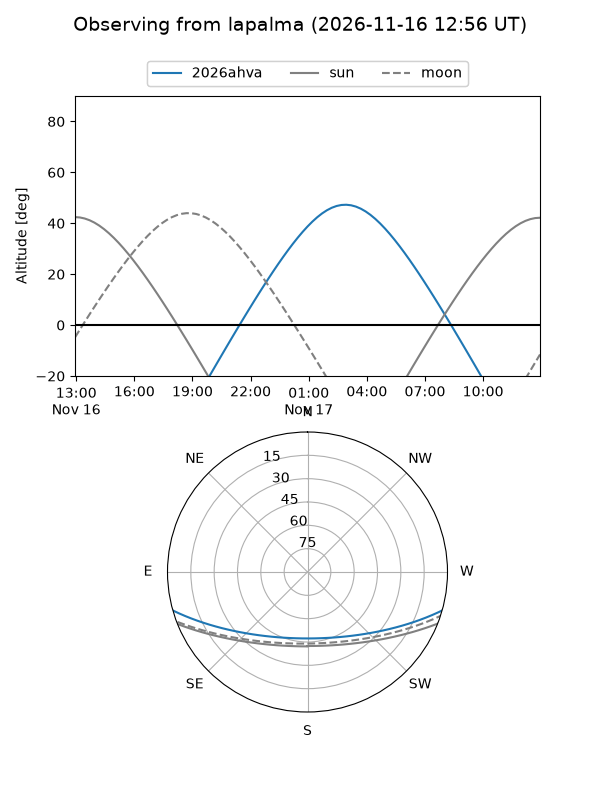 Observing from lapalma (2026-11-16 12:56 UT)
2026ahva sun moon
Altitude [deg]
80
60
40
20
0
−20
13:00 16:00 19:00 22:00 01:00 04:00 07:00 10:00
Nov 16 Nov 17
N
NE NW
15
30
45
60
75
E W
SE SW
S